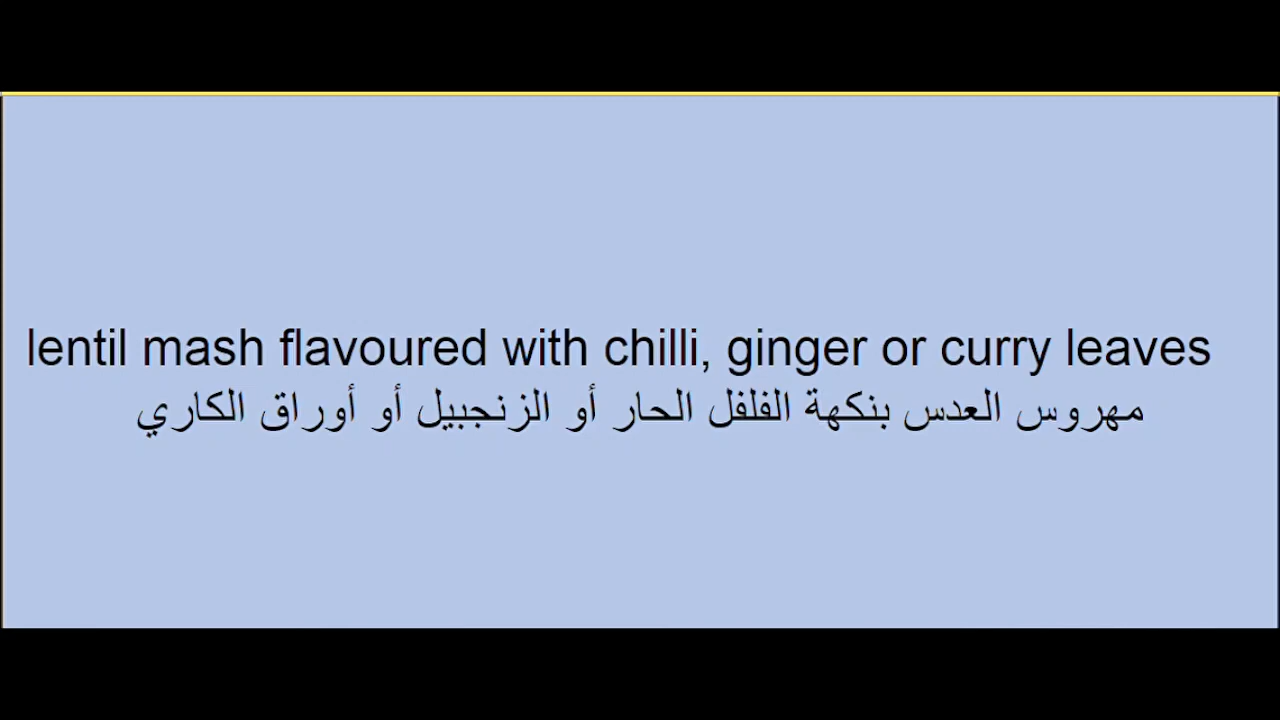 lentil mash flavoured with chilli, ginger or curry leaves
مهروس العدس بنكهة الفلفل الحار أو الزنجبيل أو أوراق الكاري